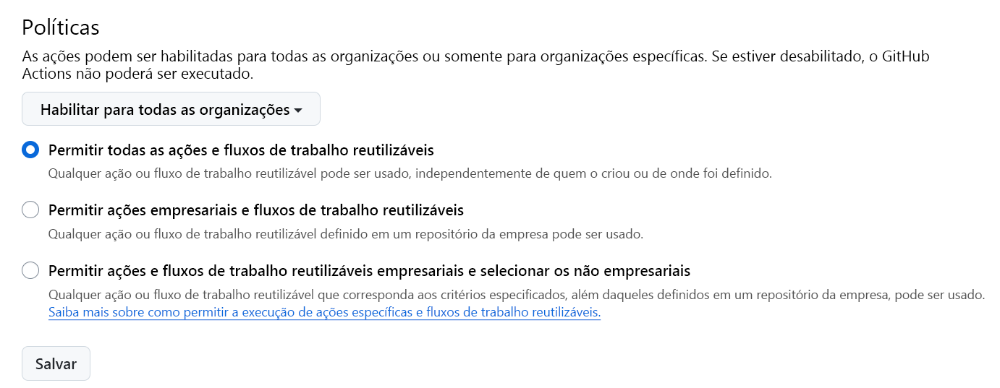 Políticas
As ações podem ser habilitadas para todas as organizações ou somente para organizações específicas. Se estiver desabilitado, o GitHub
Actions não poderá ser executado.
Habilitar para todas as organizações
Permitir todas as ações e fluxos de trabalho reutilizáveis
Qualquer ação ou fluxo de trabalho reutilizável pode ser usado, independentemente de quem o criou ou de onde foi definido.
Permitir ações empresariais e fluxos de trabalho reutilizáveis
Qualquer ação ou fluxo de trabalho reutilizável definido em um repositório da empresa pode ser usado.
Permitir ações e fluxos de trabalho reutilizáveis empresariais e selecionar os não empresariais
Qualquer ação ou fluxo de trabalho reutilizável que corresponda aos critérios especificados, além daqueles definidos em um repositório da empresa, pode ser usado.
Saiba mais sobre como permitir a execução de ações específicas e fluxos de trabalho reutilizáveis.
Salvar